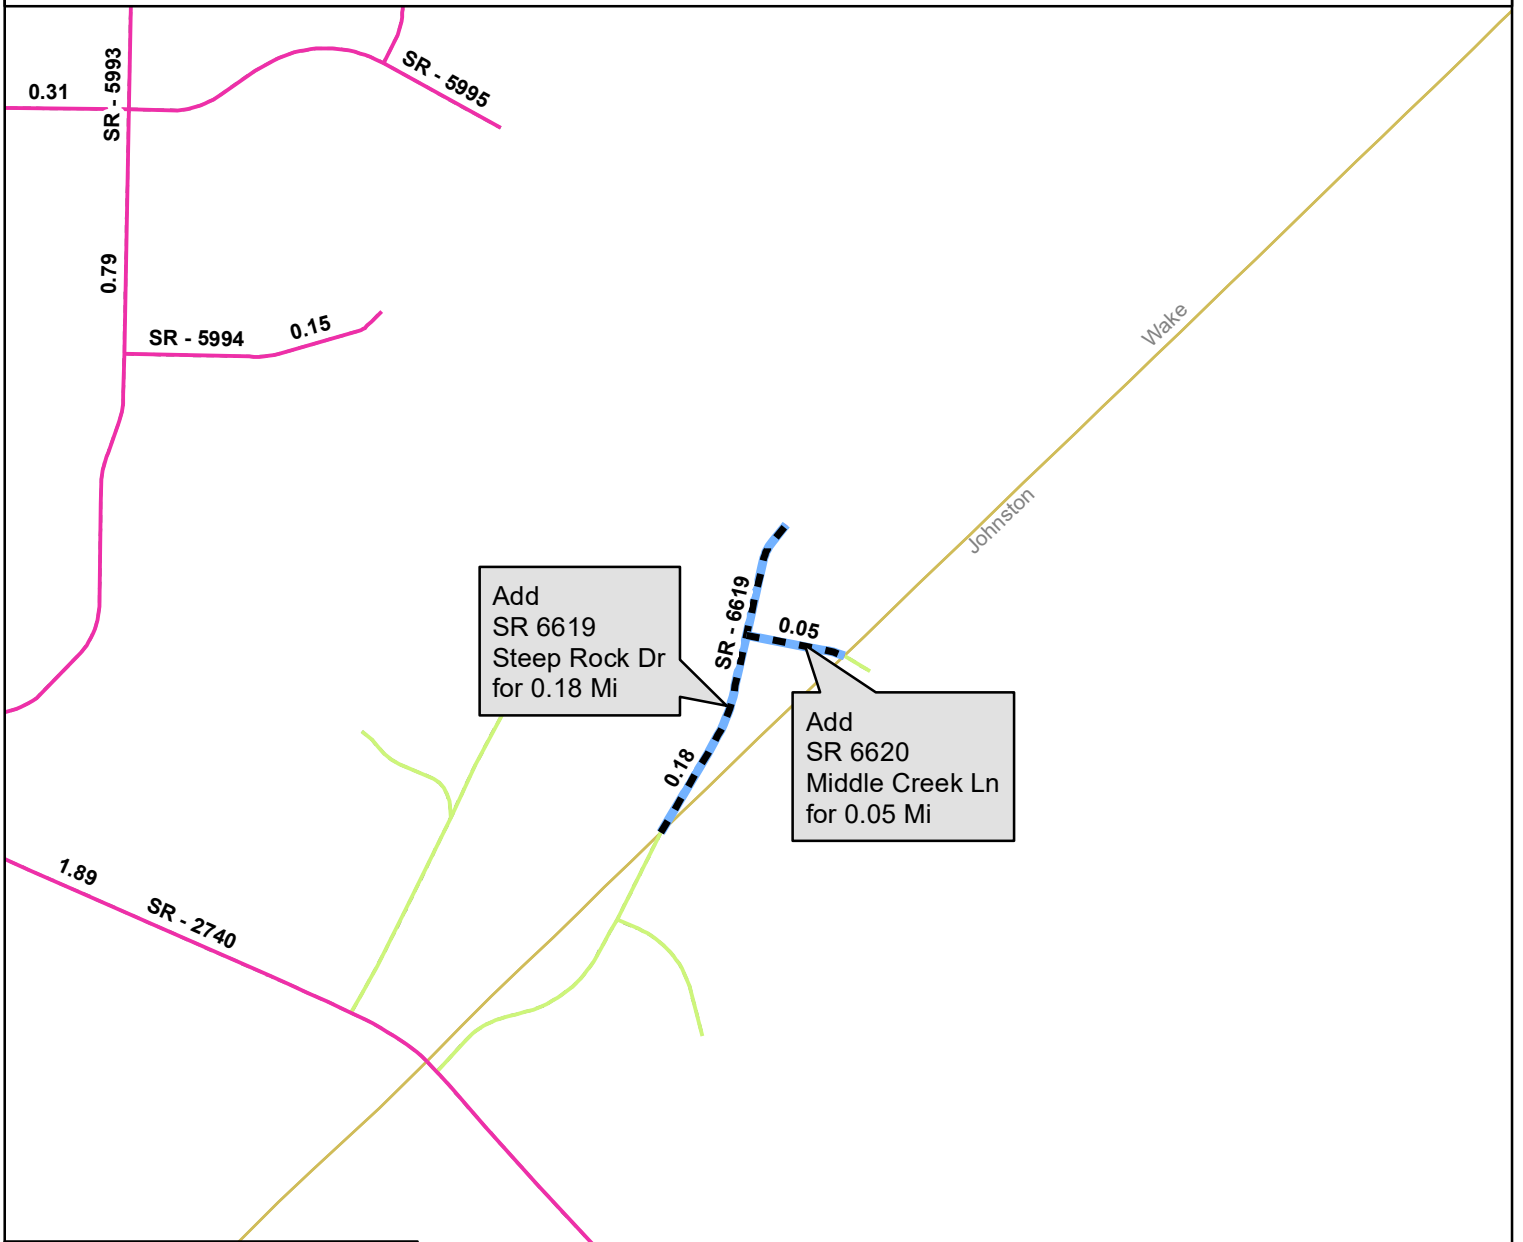 SR - 5993
0.31
SR - 5995
0.79
SR - 5994
0.15
Wake
Johnston
SR - 6619
0.05
Add
SR 6619
Steep Rock Dr
for 0.18 Mi
0.18
Add
SR 6620
Middle Creek Ln
for 0.05 Mi
1.89
SR - 2740